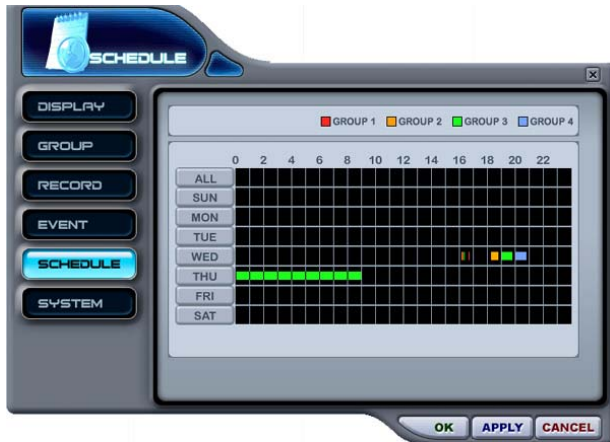 SCHEDULE
DISPLAY
GROUP
RECORD
EVENT
SCHEDULE
SYSTEM
GROUP 1 GROUP 2 GROUP 3 GROUP 4
0 2 4 6 8 10 12 14 16 18 20 22
ALL
SUN
MON
TUE
WED
THU
FRI
SAT
OK APPLY CANCEL